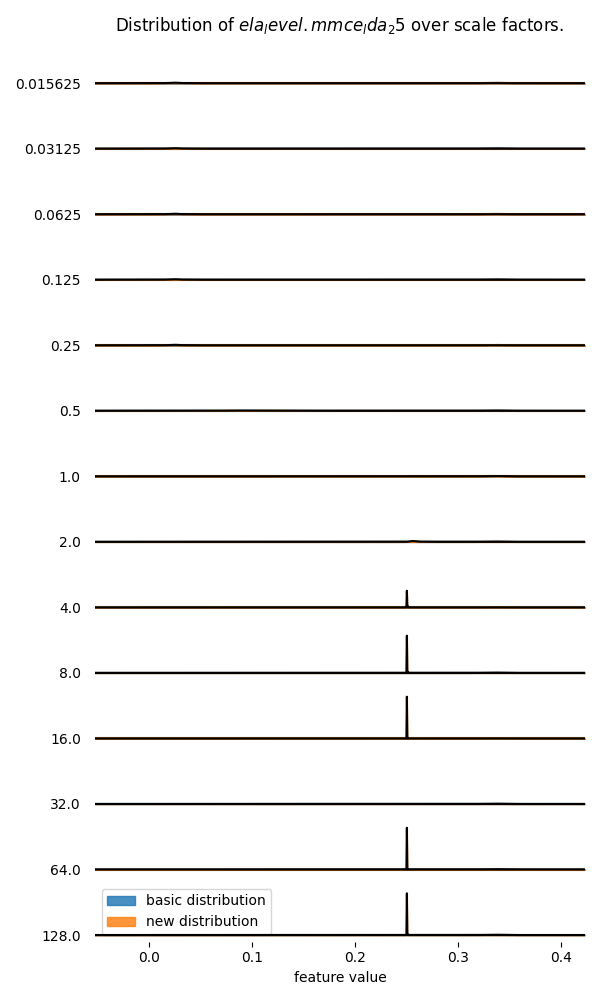 Distribution of elaₗevel.mmceₗda₂5 over scale factors.
0.015625
0.03125
0.0625
0.125
0.25
0.5
1.0
2.0
4.0
8.0
16.0
32.0
64.0
128.0
basic distribution
new distribution
0.0 0.1 0.2 0.3 0.4
feature value